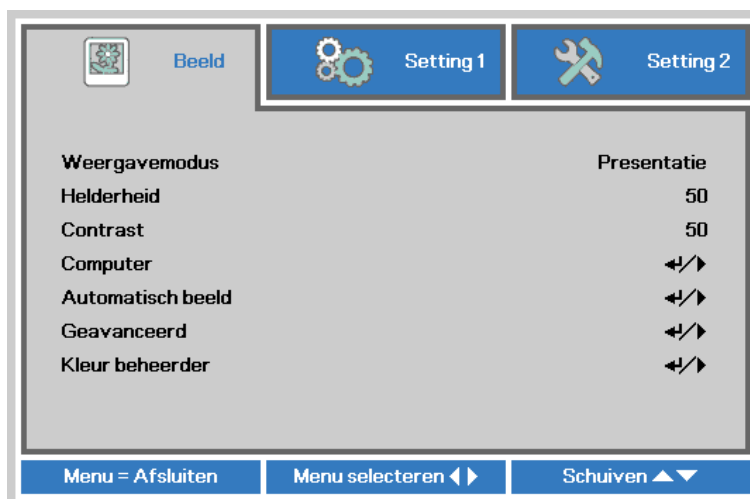 Beeld Setting 1 Setting 2
Weergavemodus Presentatie
Helderheid 50
Contrast 50
Computer ↵/▶
Automatisch beeld ↵/▶
Geavanceerd ↵/▶
Kleur beheerder ↵/▶
Menu = Afsluiten Menu selecteren ◀▶ Schuiven ▲▼